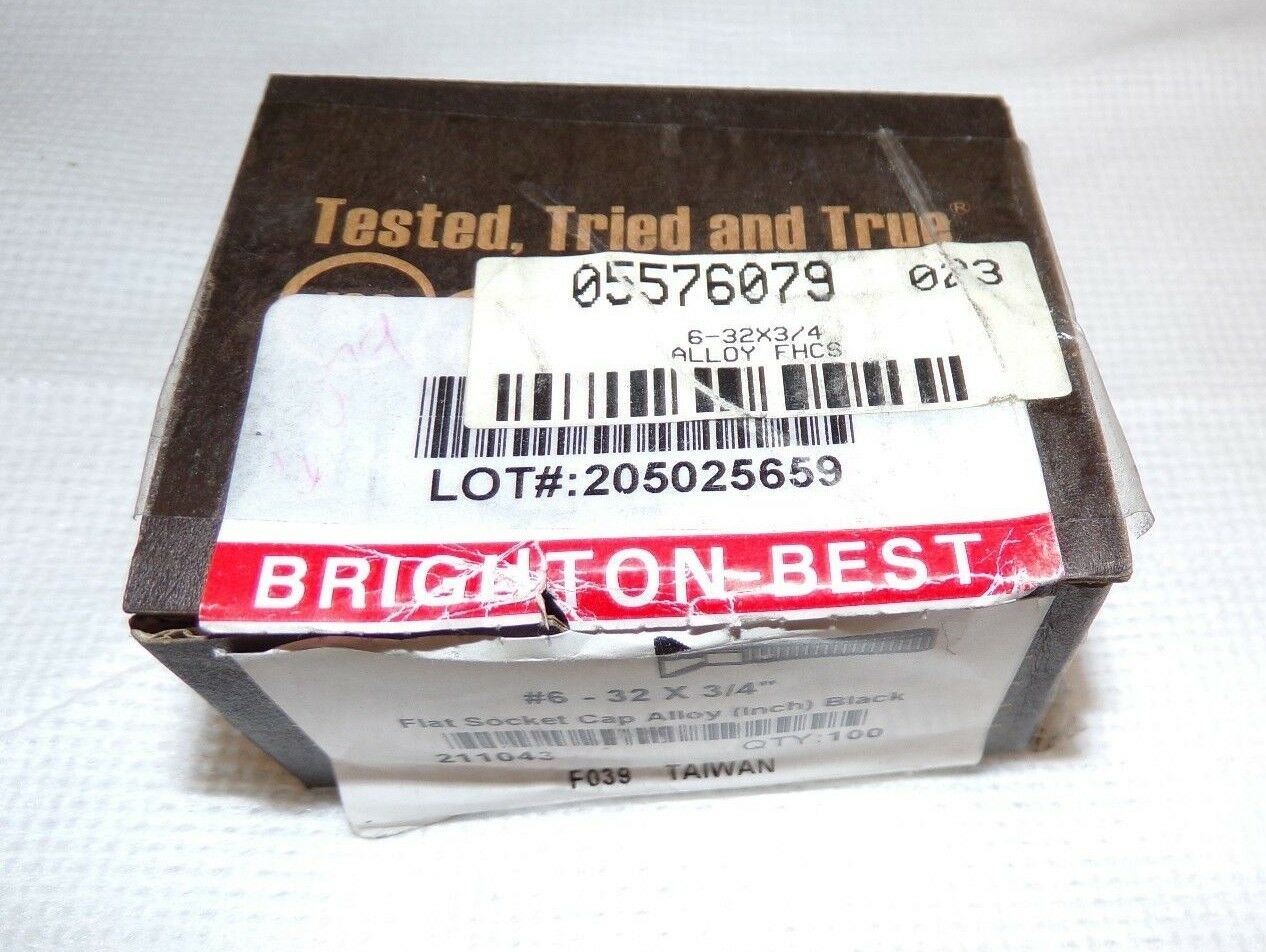 Tested, Tried and True®
05576079 023
6-32X3/4
ALLOY FHCS
LOT#:205025659
BRIGHTON-BEST
#6 - 32 X 3/4"
Flat Socket Cap Alloy (Inch) Black
211043 QTY:100
F039 TAIWAN